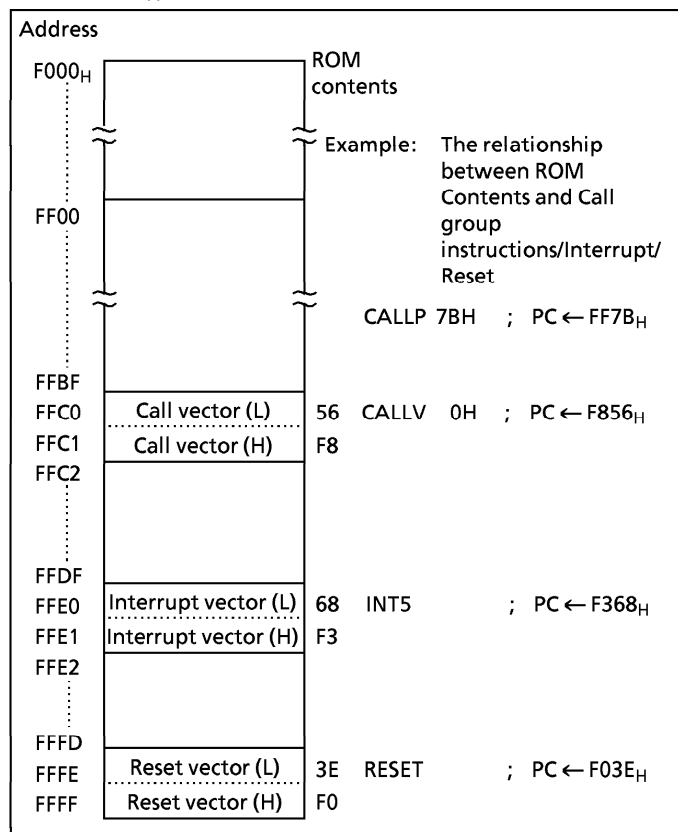 Address
F000H
ROM
contents
Example: The relationship
between ROM
Contents and Call
group
instructions/Interrupt/
Reset
FF00
CALLP 7BH ; PC ← FF7BH
FFBF
FFC0 Call vector (L) 56 CALLV 0H ; PC ← F856H
FFC1 Call vector (H) F8
FFC2
FFDF
FFE0 Interrupt vector (L) 68 INT5 ; PC ← F368H
FFE1 Interrupt vector (H) F3
FFE2
FFFD
FFFE Reset vector (L) 3E RESET ; PC ← F03EH
FFFF Reset vector (H) F0